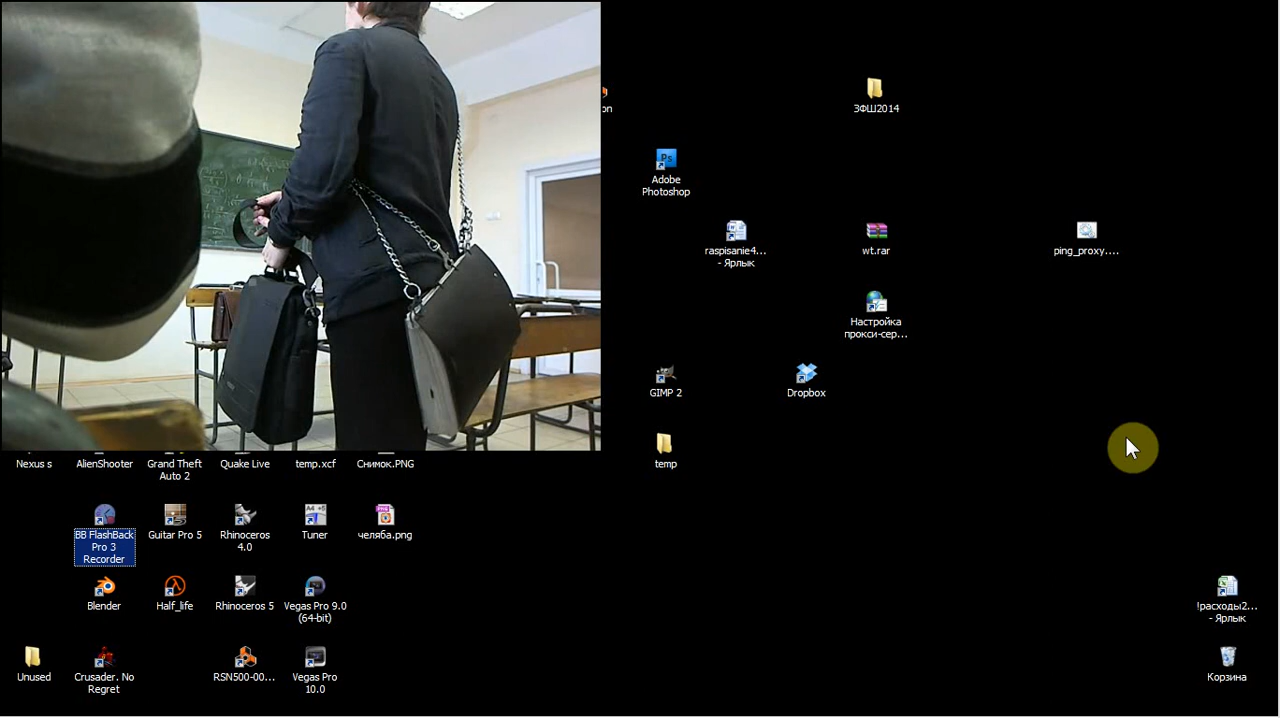 ЗФШ2014
Adobe
Photoshop
raspisanie4...
- Ярлык
wt.rar
ping_proxy....
Настройка
прокси-сер...
GIMP 2
Dropbox
temp
Nexus s
AlienShooter
Grand Theft
Auto 2
Quake Live
temp.xcf
Снимок.PNG
BB FlashBack
Pro 3
Recorder
Guitar Pro 5
Rhinoceros
4.0
Tuner
челяба.png
Blender
Half_life
Rhinoceros 5
Vegas Pro 9.0
(64-bit)
!расходы2...
- Ярлык
Unused
Crusader. No
Regret
RSN500-00...
Vegas Pro
10.0
Корзина